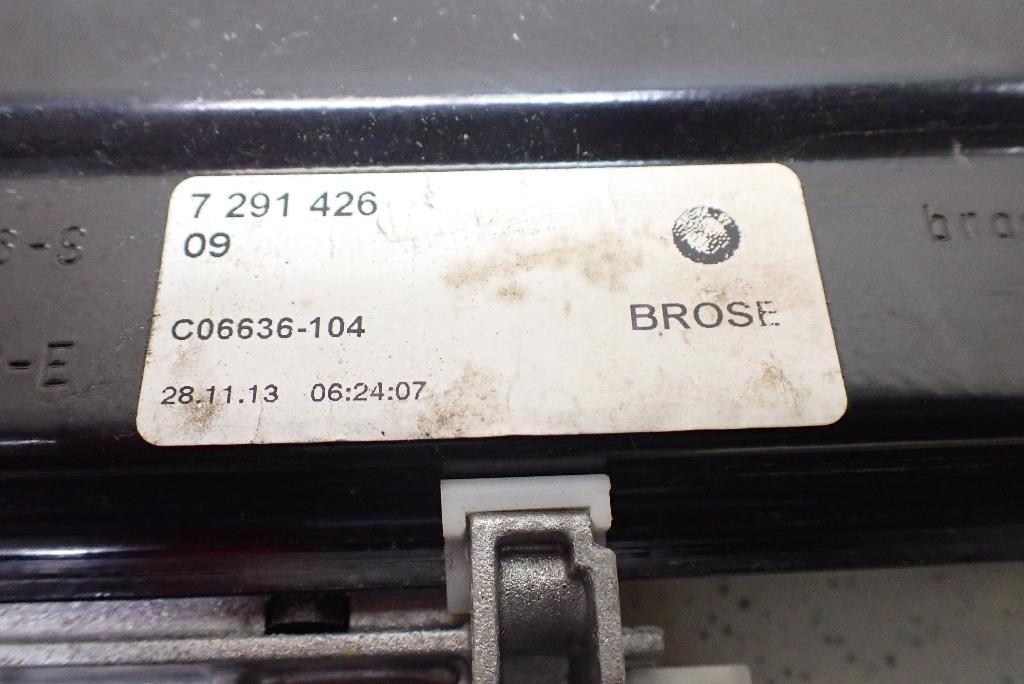 7 291 426
09
C06636-104
BROSE
28.11.13 06:24:07
-S
-E